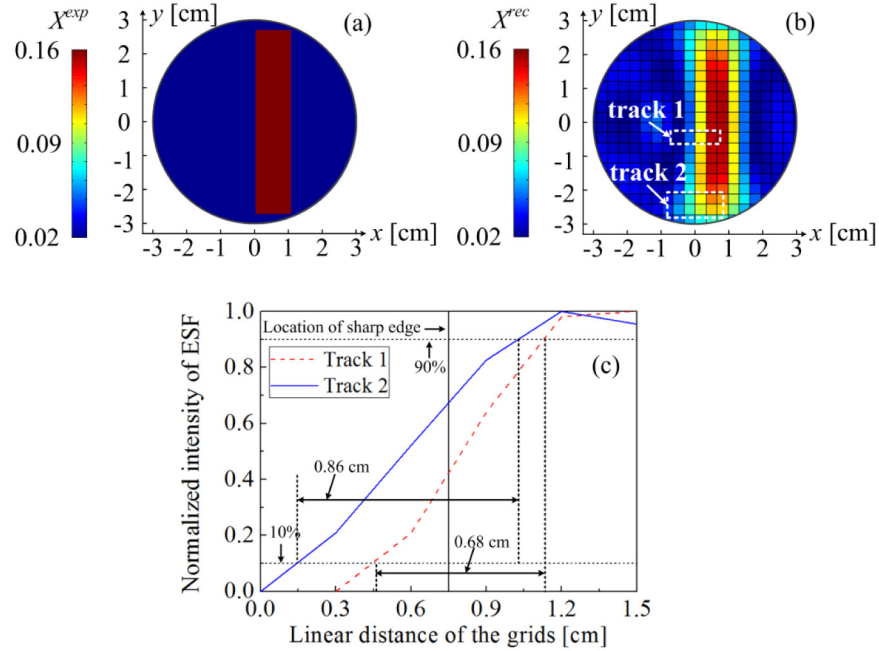 X^exp
y [cm]
(a)
0.16
0.09
0.02
3
2
1
0
-1
-2
-3
-3 -2 -1 0 1 2 3
x [cm]
X^rec
y [cm]
(b)
0.16
0.09
0.02
3
2
1
0
-1
-2
-3
track 1
track 2
-3 -2 -1 0 1 2 3
x [cm]
Normalized intensity of ESF
1.0
0.8
0.6
0.4
0.2
0.0
Location of sharp edge
90%
(c)
Track 1
Track 2
0.86 cm
10%
0.68 cm
0.0 0.3 0.6 0.9 1.2 1.5
Linear distance of the grids [cm]